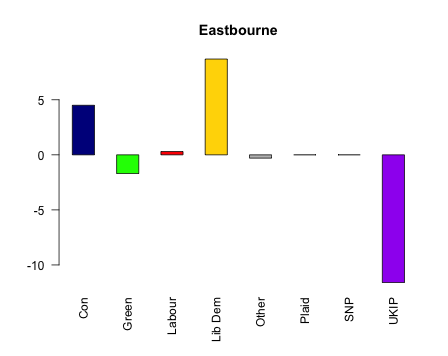 Eastbourne
5
0
-5
-10
Con
Green
Labour
Lib Dem
Other
Plaid
SNP
UKIP